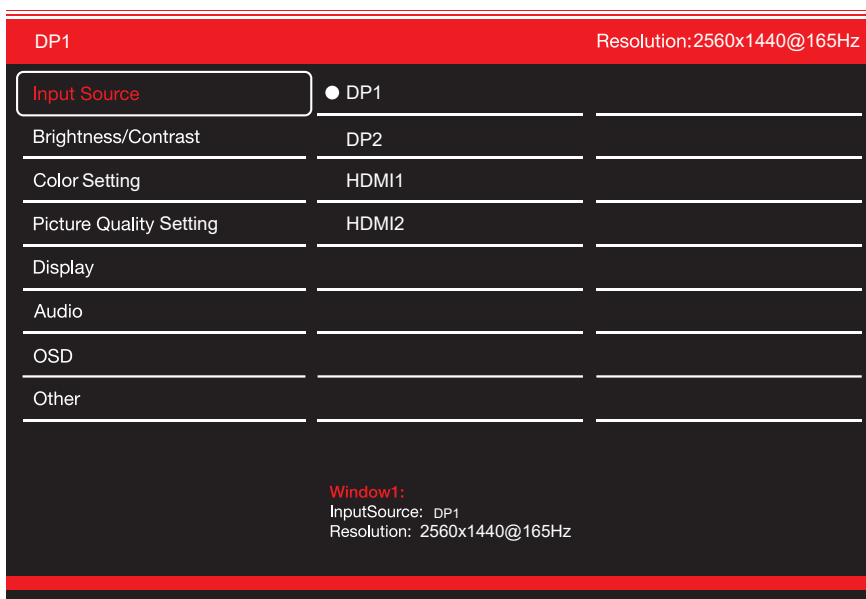 DP1
Resolution:2560x1440@165Hz
Input Source
DP1
Brightness/Contrast
DP2
Color Setting
HDMI1
Picture Quality Setting
HDMI2
Display
Audio
OSD
Other
Window1:
InputSource: DP1
Resolution: 2560x1440@165Hz